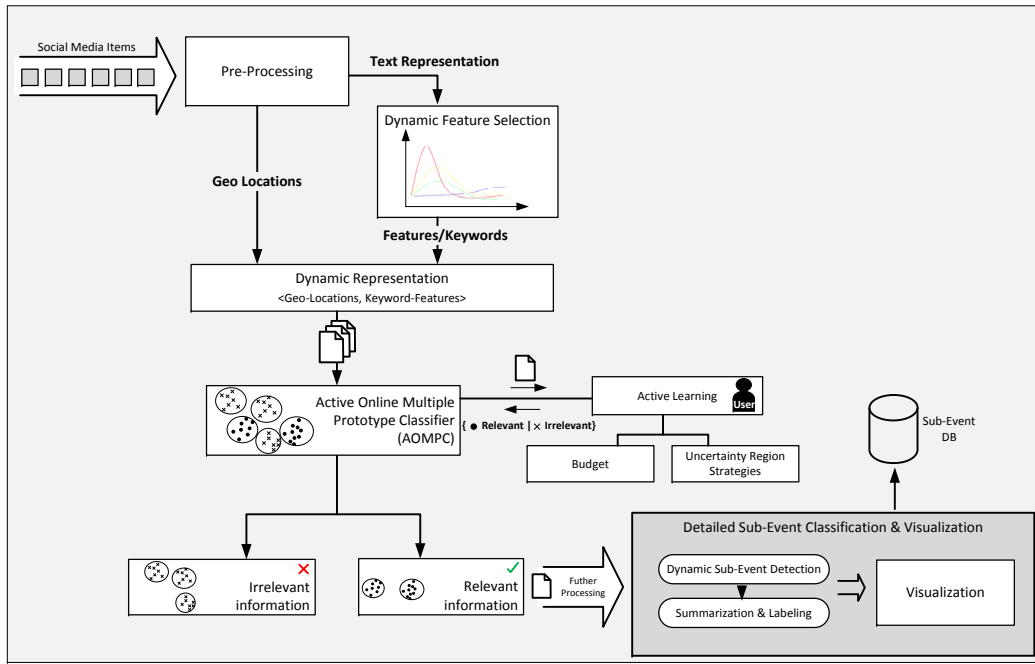 Social Media Items
Pre-Processing
Text Representation
Dynamic Feature Selection
Geo Locations
Features/Keywords
Dynamic Representation
<Geo-Locations, Keyword-Features>
Active Online Multiple
Prototype Classifier
(AOMPC)
Active Learning
User
{ ● Relevant | × Irrelevant}
Budget
Uncertainty Region
Strategies
Sub-Event
DB
Irrelevant
information
Relevant
information
Futher
Processing
Detailed Sub-Event Classification & Visualization
Dynamic Sub-Event Detection
Summarization & Labeling
Visualization